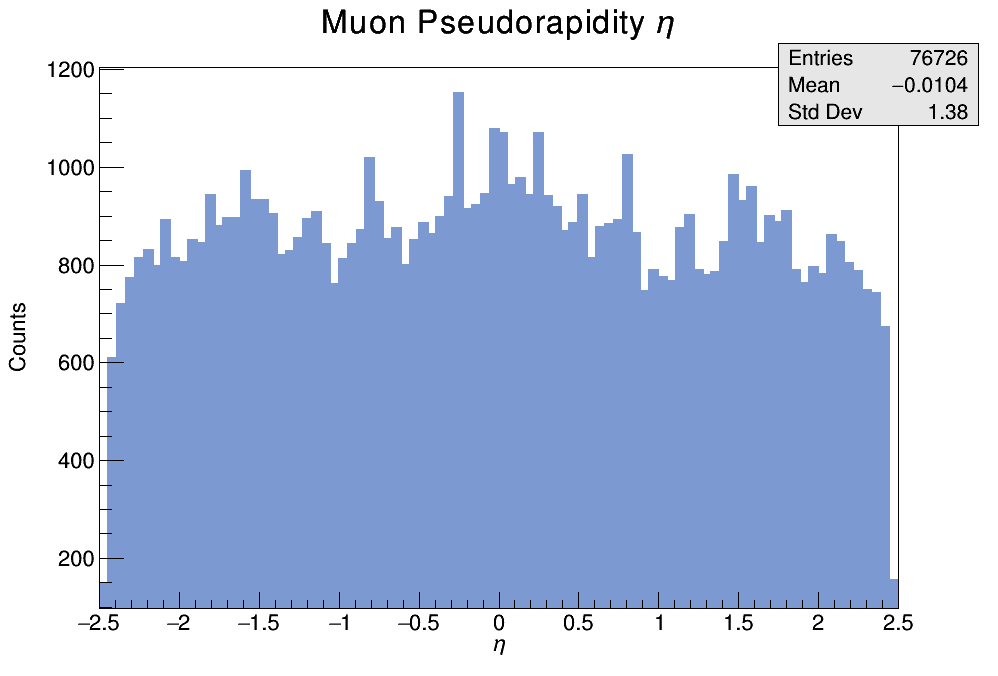 Muon Pseudorapidity η
Entries 76726
Mean −0.0104
Std Dev 1.38
Counts
1200
1000
800
600
400
200
−2.5 −2 −1.5 −1 −0.5 0 0.5 1 1.5 2 2.5
η